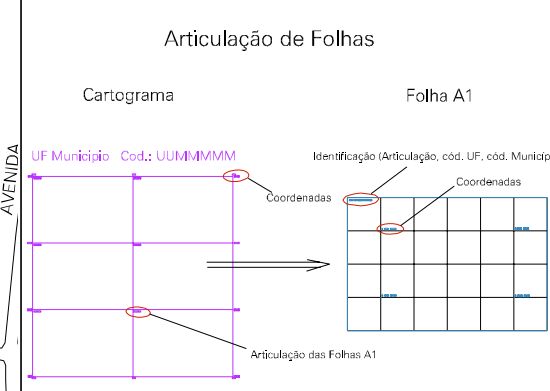 Articulação de Folhas
Cartograma
Folha A1
AVENIDA
UF Municipio Cod.: UUMMMMM
Identificação (Articulação, cód. UF, cód. Municíp
Coordenadas
Coordenadas
Articulação das Folhas A1